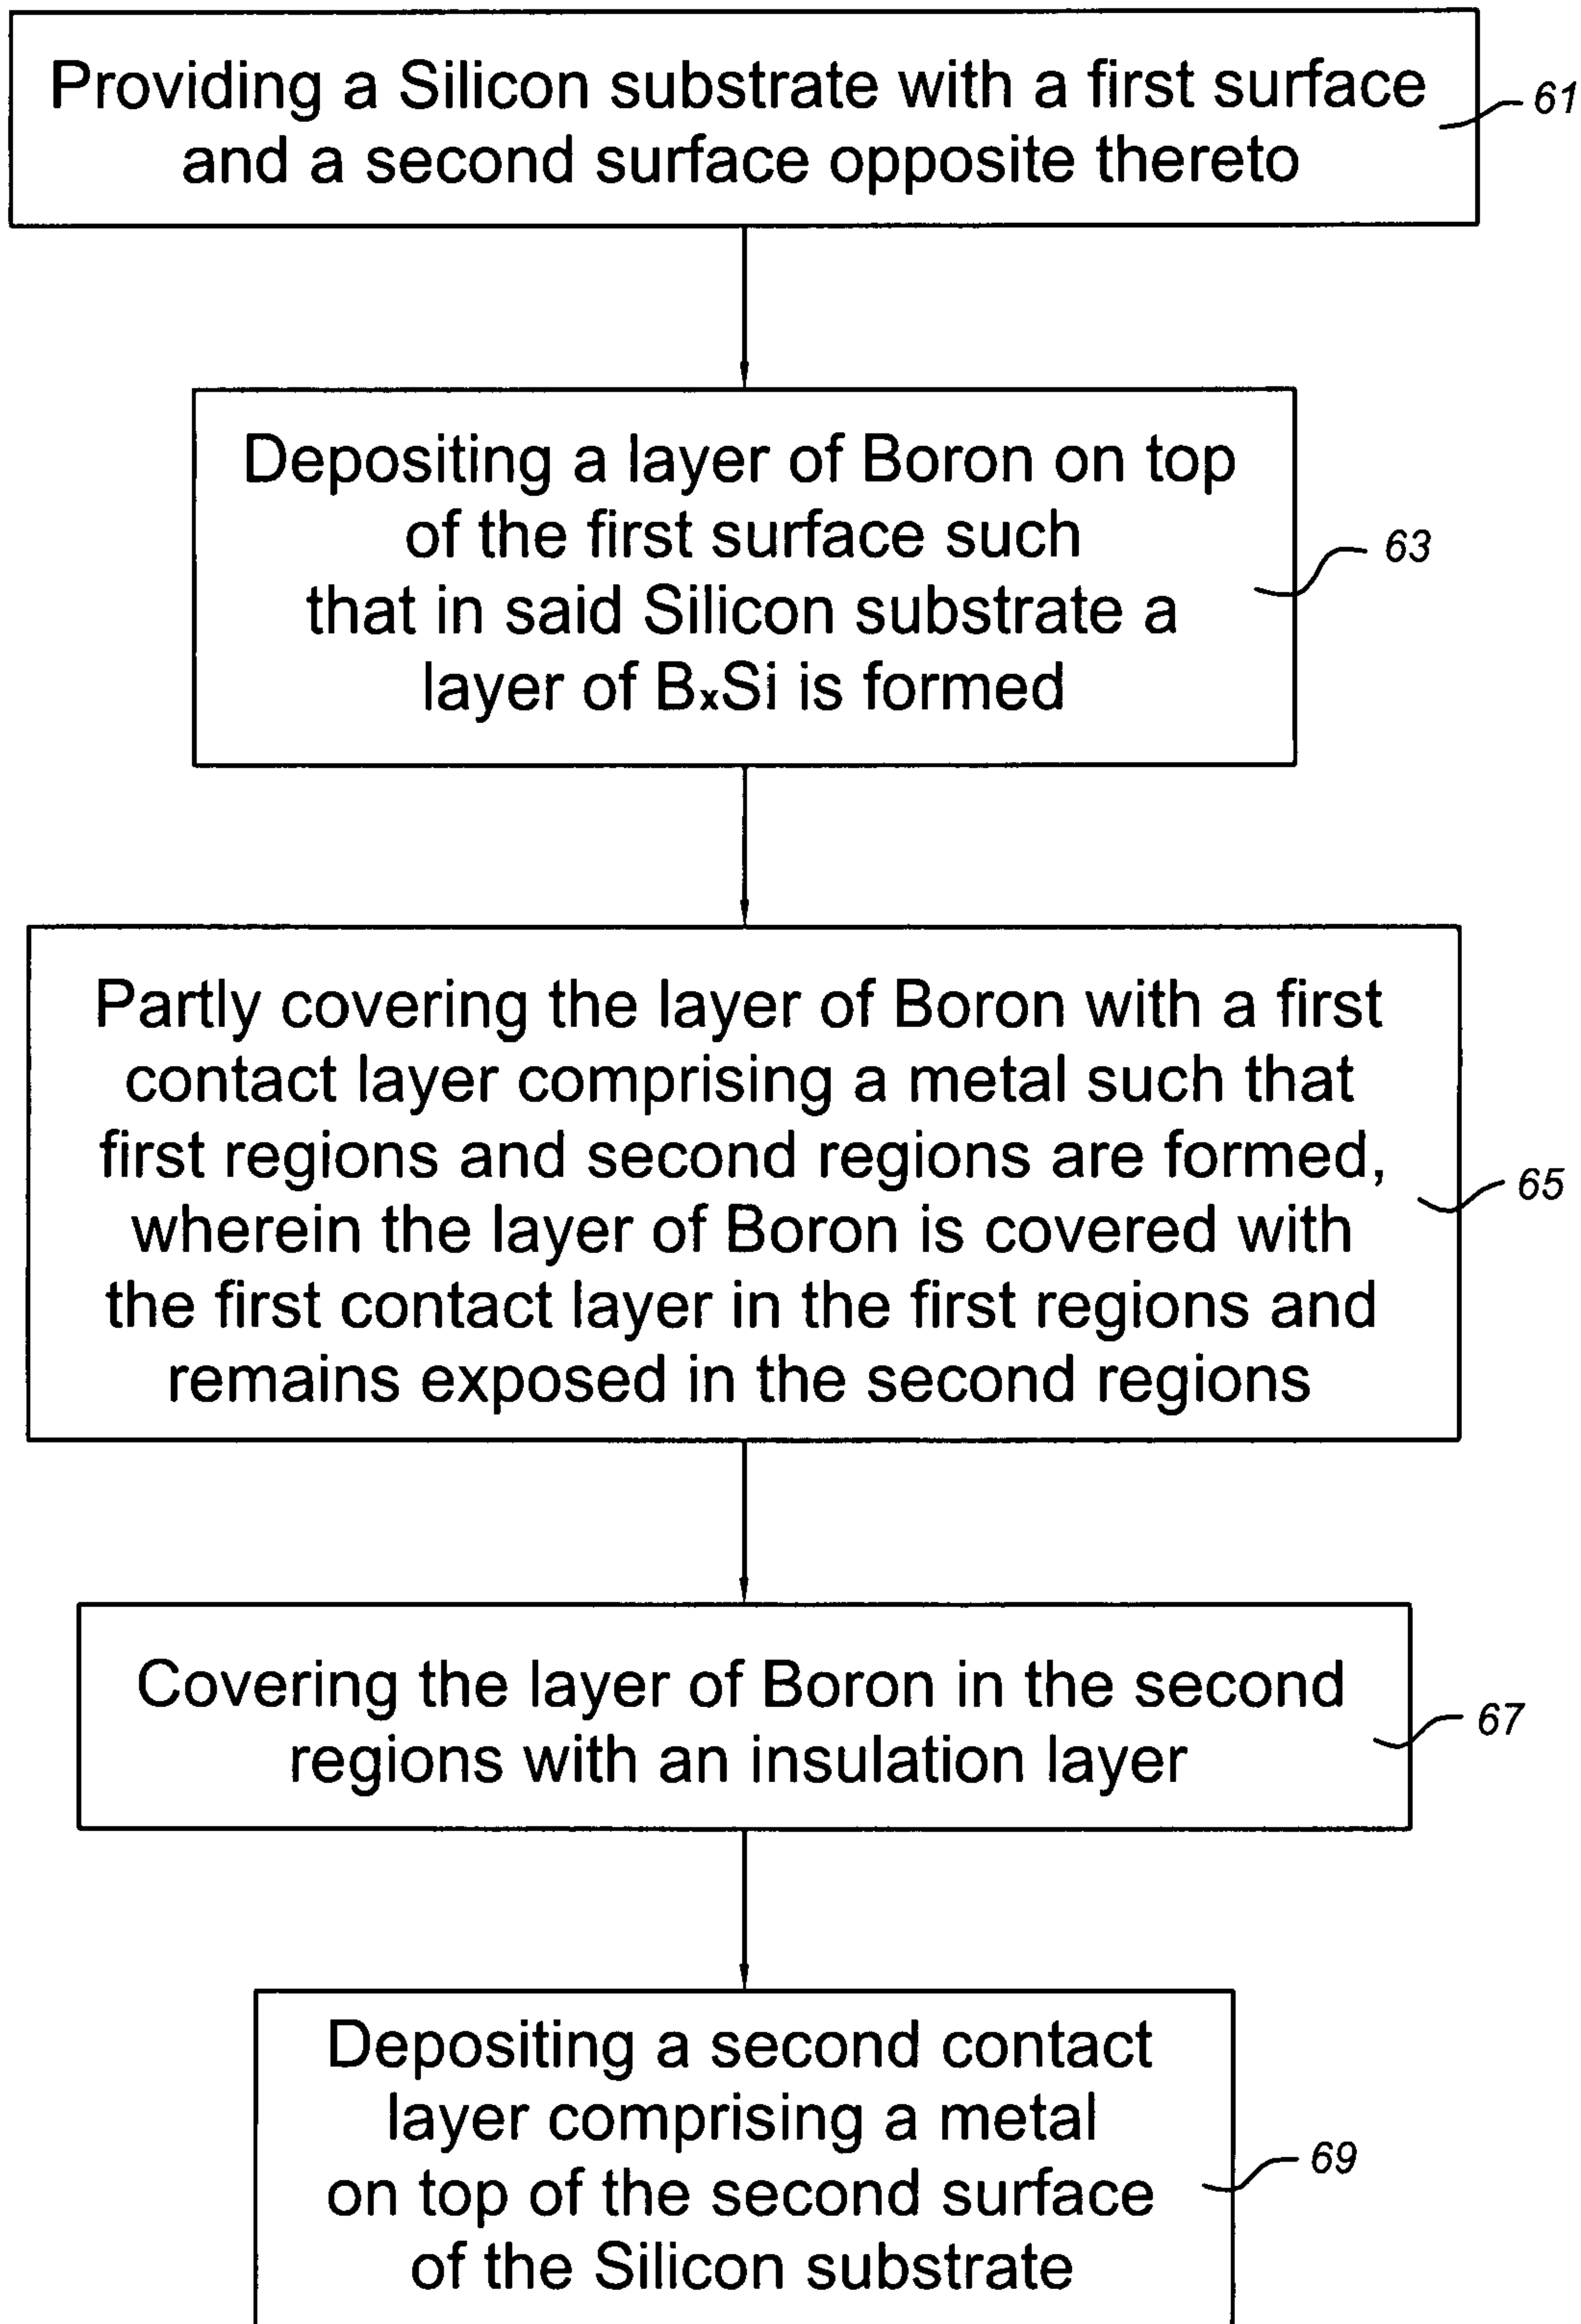 Providing a Silicon substrate with a first surface
and a second surface opposite thereto
61
Depositing a layer of Boron on top
of the first surface such
that in said Silicon substrate a
layer of BₓSi is formed
63
Partly covering the layer of Boron with a first
contact layer comprising a metal such that
first regions and second regions are formed,
wherein the layer of Boron is covered with
the first contact layer in the first regions and
remains exposed in the second regions
65
Covering the layer of Boron in the second
regions with an insulation layer
67
Depositing a second contact
layer comprising a metal
on top of the second surface
of the Silicon substrate
69